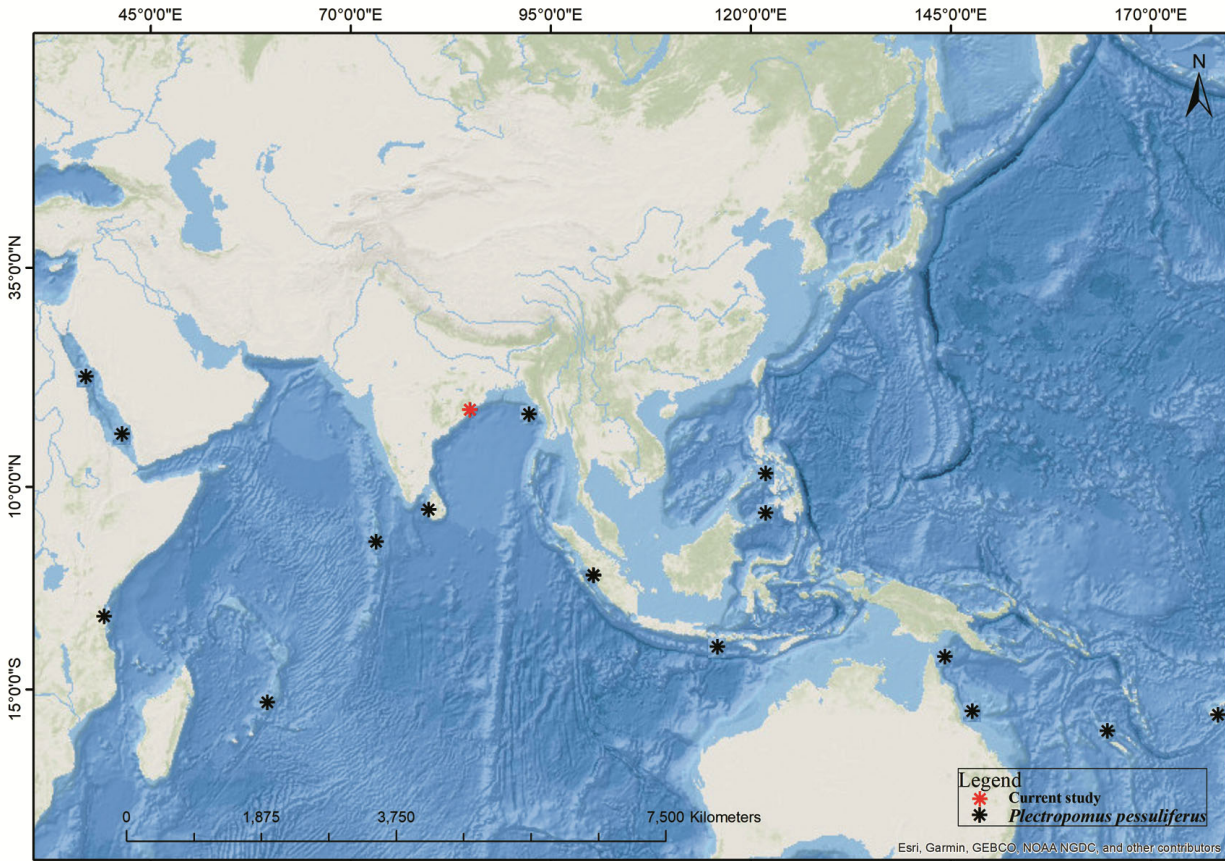 45°0'0"E 70°0'0"E 95°0'0"E 120°0'0"E 145°0'0"E 170°0'0"E
N
35°0'0"N
10°0'0"N
15°0'0"S
Legend
Current study
Plectropomus pessuliferus
0 1,875 3,750 7,500 Kilometers
Esri, Garmin, GEBCO, NOAA NGDC, and other contributors